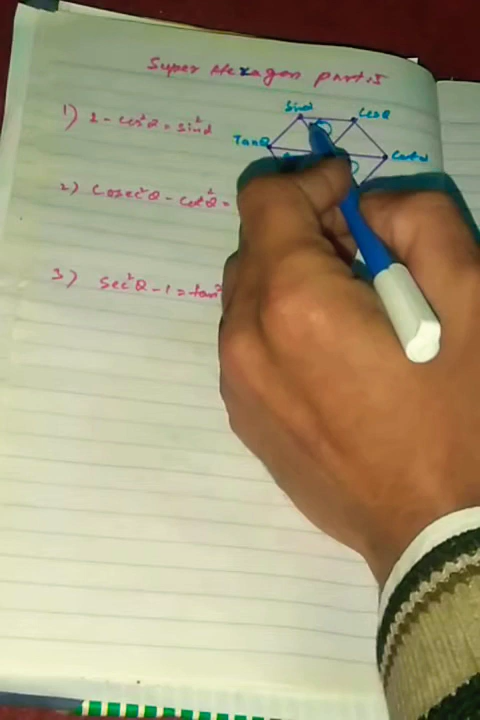 Super Hexagon part:5
Sinθ Cosθ
1) 1 - cos²θ = sin²θ
Tanθ Cotθ
2) Cosec²θ - cot²θ =
3) sec²θ - 1 = tan²